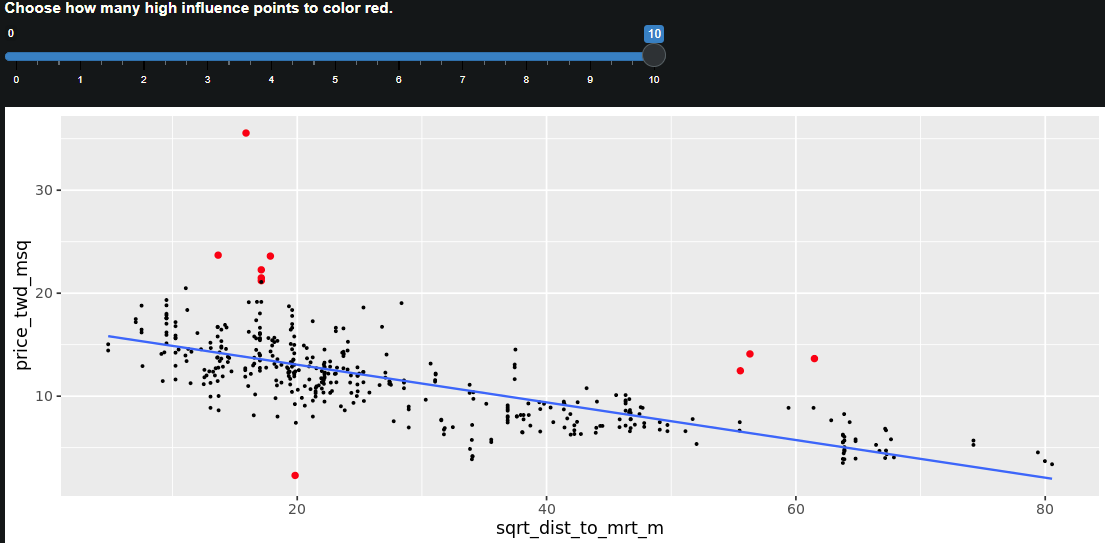 Choose how many high influence points to color red.
0 10
0 1 2 3 4 5 6 7 8 9 10
price_twd_msq
30
20
10
20 40 60 80
sqrt_dist_to_mrt_m